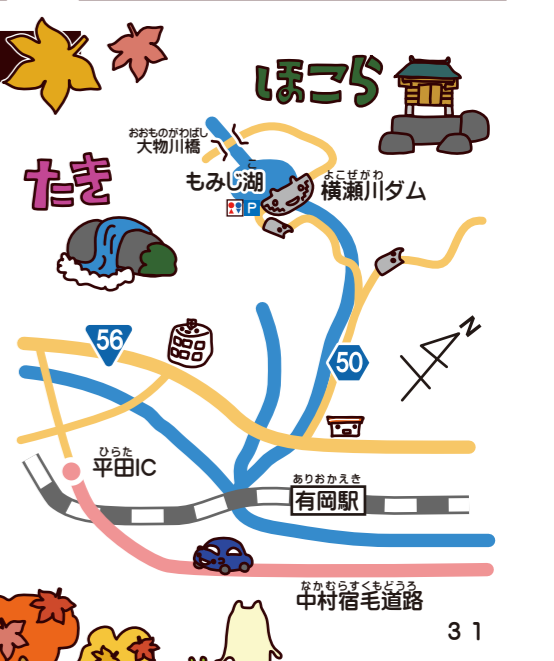 ほこら
おおものがわばし
大物川橋
たき
こ
もみじ湖
よこぜがわ
横瀬川ダム
P
56
50
N
ひらた
平田IC
ありおかえき
有岡駅
なかむらすくもどうろ
中村宿毛道路
31